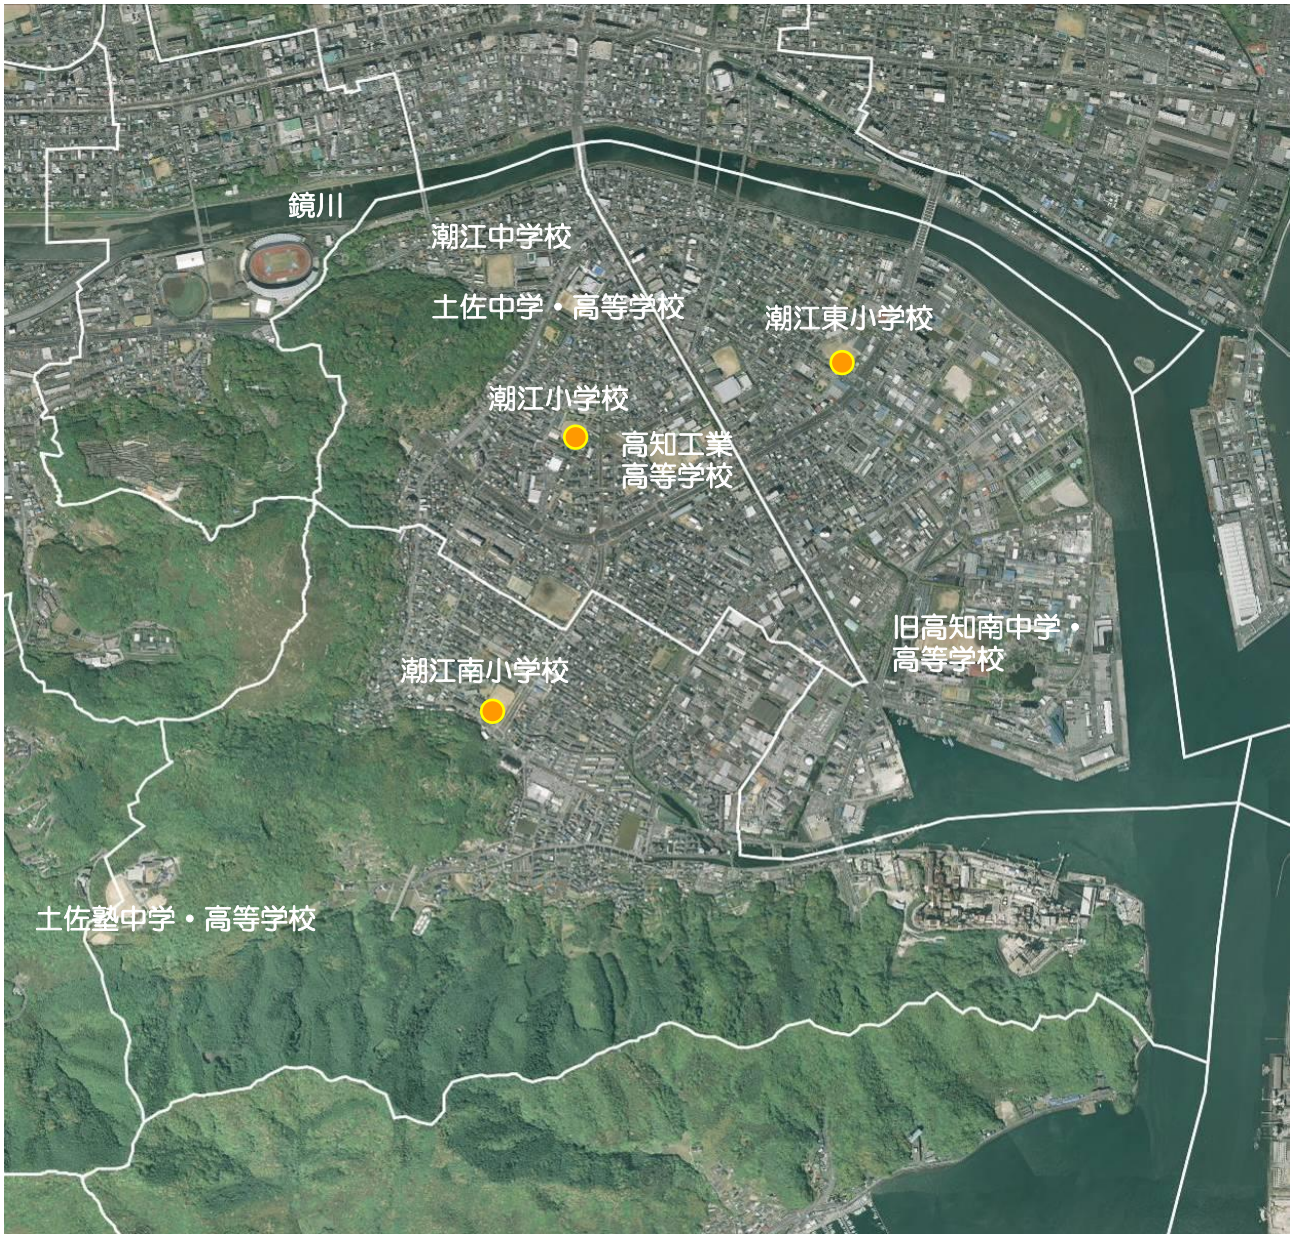 鏡川
潮江中学校
土佐中学・高等学校
潮江東小学校
潮江小学校
高知工業
高等学校
旧高知南中学・
高等学校
潮江南小学校
土佐塾中学・高等学校